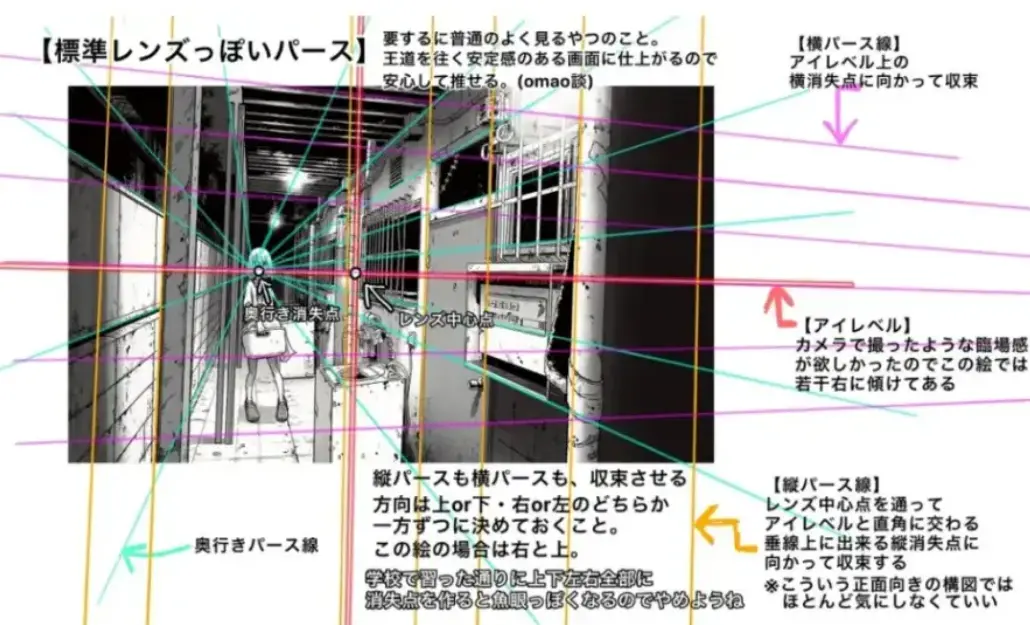 【標準レンズっぽいパース】
要するに普通のよく見るやつのこと。
王道を往く安定感のある画面に仕上がるので
安心して推せる。(omao談)
【横パース線】
アイレベル上の
横消失点に向かって収束
奥行き消失点
レンズ中心点
【アイレベル】
カメラで撮ったような臨場感
が欲しかったのでこの絵では
若干右に傾けてある
縦パースも横パースも、収束させる
方向は上or下・右or左のどちらか
一方ずつに決めておくこと。
この絵の場合は右と上。
学校で習った通りに上下左右全部に
消失点を作ると魚眼っぽくなるのでやめようね
奥行きパース線
【縦パース線】
レンズ中心点を通って
アイレベルと直角に交わる
垂線上に出来る縦消失点に
向かって収束する
※こういう正面向きの構図では
ほとんど気にしなくていい